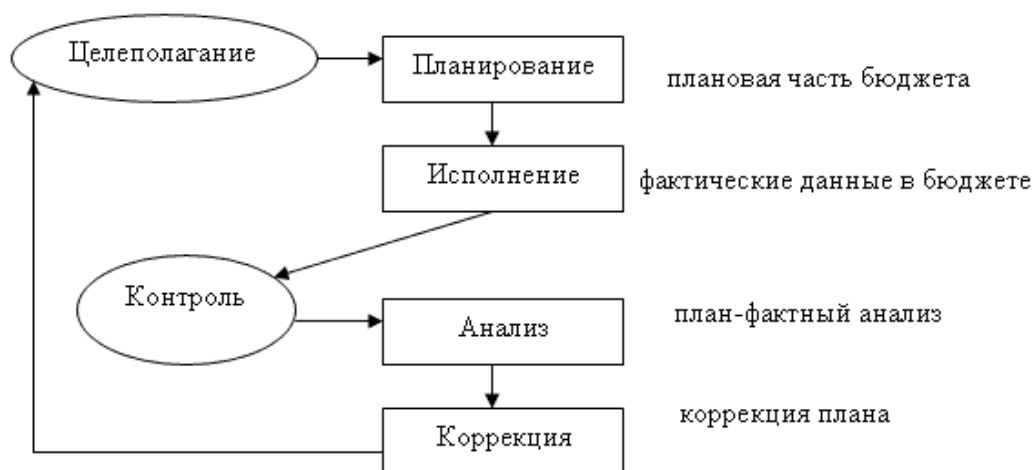 Целеполагание
Планирование
плановая часть бюджета
Исполнение
фактические данные в бюджете
Контроль
Анализ
план-фактный анализ
Коррекция
коррекция плана